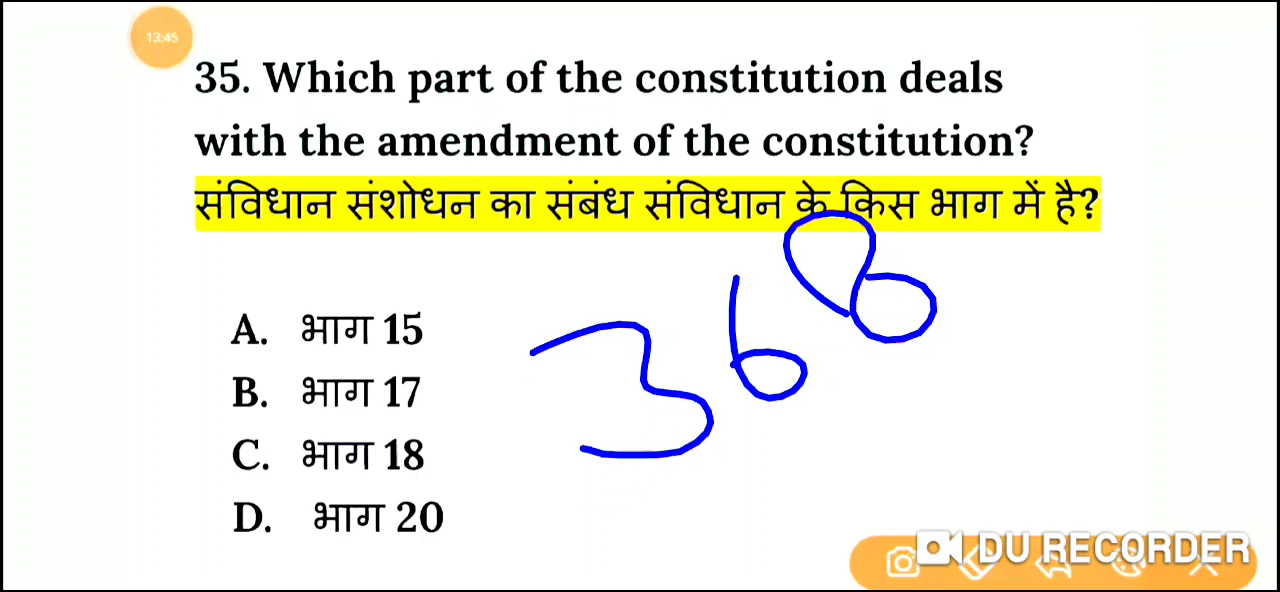 13:45
35. Which part of the constitution deals
with the amendment of the constitution?
संविधान संशोधन का संबंध संविधान के किस भाग में है?
368
A. भाग 15
B. भाग 17
C. भाग 18
D. भाग 20
DU RECORDER